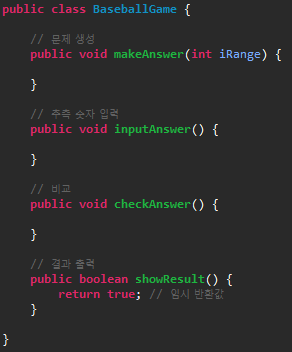 public class BaseballGame {
// 문제 생성
public void makeAnswer(int iRange) {
}
// 추측 숫자 입력
public void inputAnswer() {
}
// 비교
public void checkAnswer() {
}
// 결과 출력
public boolean showResult() {
return true; // 임시 반환값
}
}